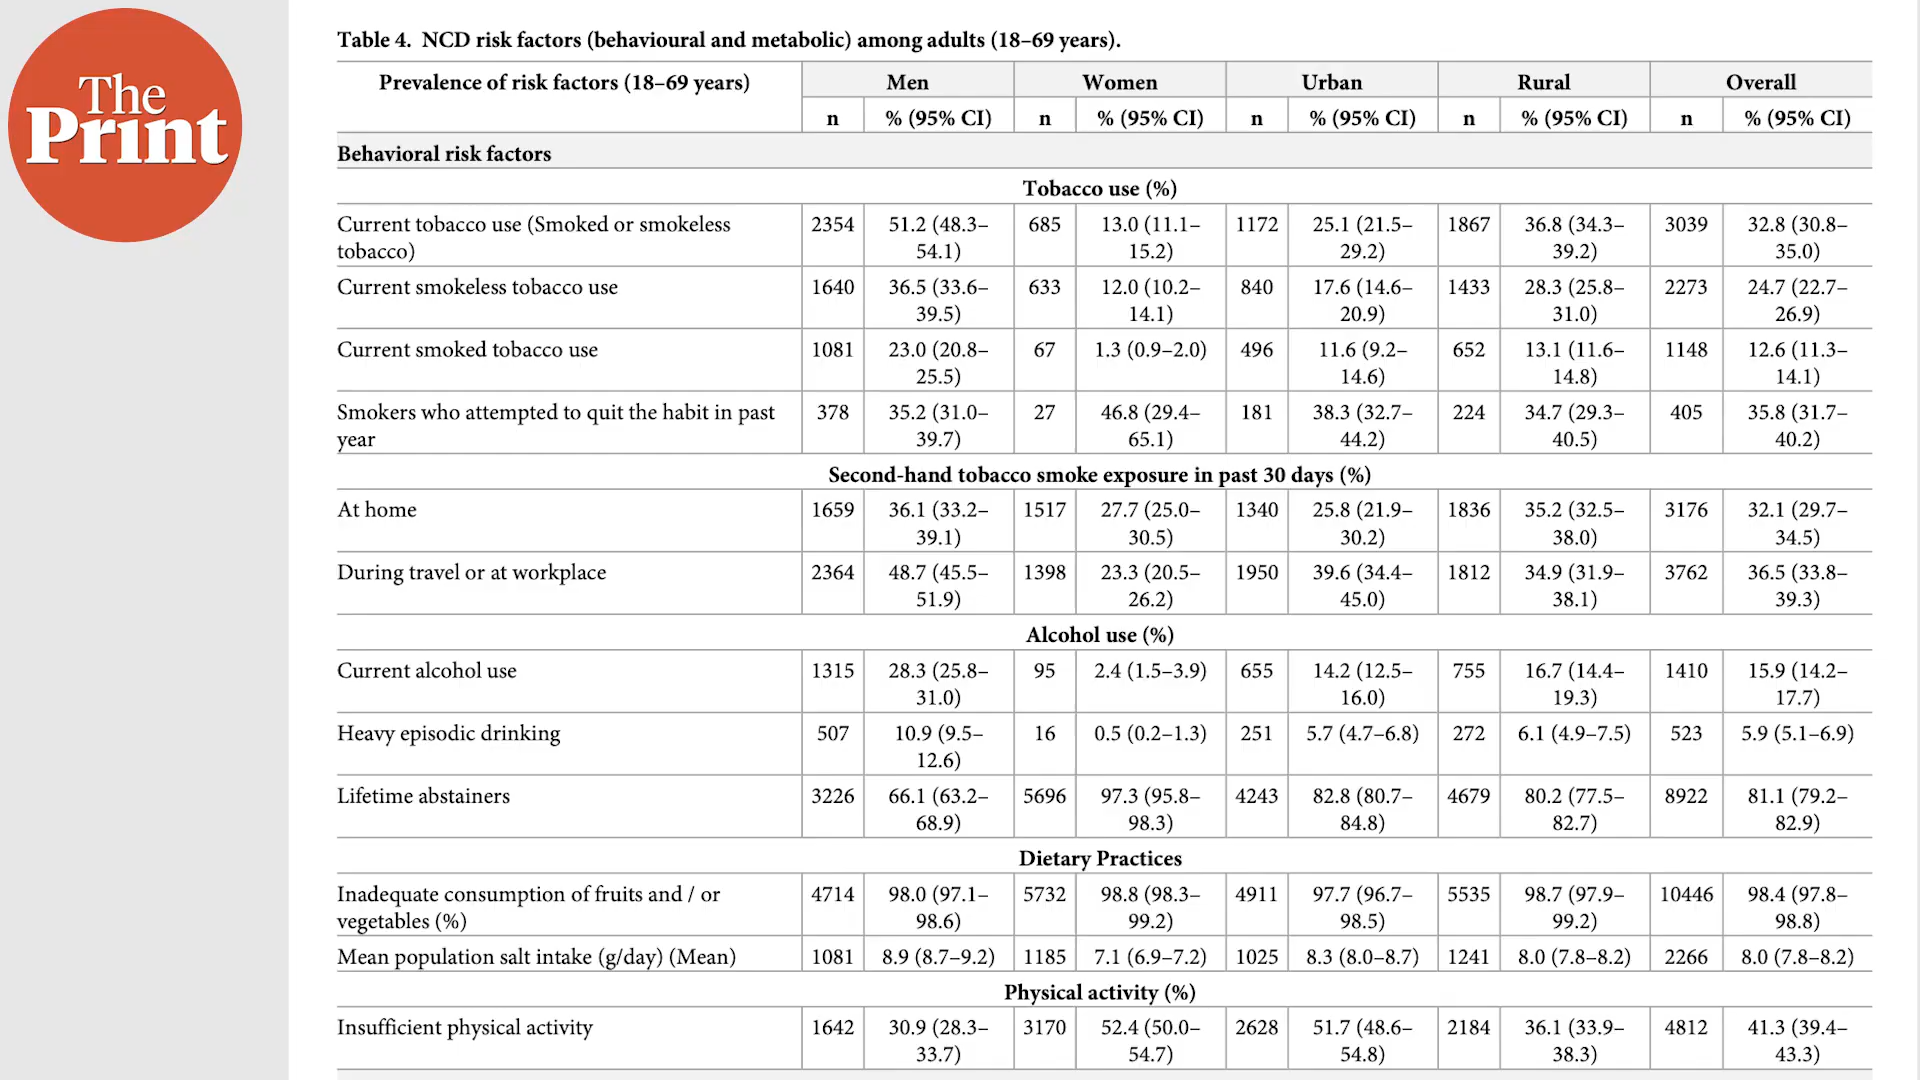 The
Print
Table 4. NCD risk factors (behavioural and metabolic) among adults (18–69 years).
Prevalence of risk factors (18–69 years) Men Women Urban Rural Overall
n % (95% CI) n % (95% CI) n % (95% CI) n % (95% CI) n % (95% CI)
Behavioral risk factors
Tobacco use (%)
Current tobacco use (Smoked or smokeless 2354 51.2 (48.3– 685 13.0 (11.1– 1172 25.1 (21.5– 1867 36.8 (34.3– 3039 32.8 (30.8–
tobacco) 54.1) 15.2) 29.2) 39.2) 35.0)
Current smokeless tobacco use 1640 36.5 (33.6– 633 12.0 (10.2– 840 17.6 (14.6– 1433 28.3 (25.8– 2273 24.7 (22.7–
39.5) 14.1) 20.9) 31.0) 26.9)
Current smoked tobacco use 1081 23.0 (20.8– 67 1.3 (0.9–2.0) 496 11.6 (9.2– 652 13.1 (11.6– 1148 12.6 (11.3–
25.5) 14.6) 14.8) 14.1)
Smokers who attempted to quit the habit in past 378 35.2 (31.0– 27 46.8 (29.4– 181 38.3 (32.7– 224 34.7 (29.3– 405 35.8 (31.7–
year 39.7) 65.1) 44.2) 40.5) 40.2)
Second-hand tobacco smoke exposure in past 30 days (%)
At home 1659 36.1 (33.2– 1517 27.7 (25.0– 1340 25.8 (21.9– 1836 35.2 (32.5– 3176 32.1 (29.7–
39.1) 30.5) 30.2) 38.0) 34.5)
During travel or at workplace 2364 48.7 (45.5– 1398 23.3 (20.5– 1950 39.6 (34.4– 1812 34.9 (31.9– 3762 36.5 (33.8–
51.9) 26.2) 45.0) 38.1) 39.3)
Alcohol use (%)
Current alcohol use 1315 28.3 (25.8– 95 2.4 (1.5–3.9) 655 14.2 (12.5– 755 16.7 (14.4– 1410 15.9 (14.2–
31.0) 16.0) 19.3) 17.7)
Heavy episodic drinking 507 10.9 (9.5– 16 0.5 (0.2–1.3) 251 5.7 (4.7–6.8) 272 6.1 (4.9–7.5) 523 5.9 (5.1–6.9)
12.6)
Lifetime abstainers 3226 66.1 (63.2– 5696 97.3 (95.8– 4243 82.8 (80.7– 4679 80.2 (77.5– 8922 81.1 (79.2–
68.9) 98.3) 84.8) 82.7) 82.9)
Dietary Practices
Inadequate consumption of fruits and / or 4714 98.0 (97.1– 5732 98.8 (98.3– 4911 97.7 (96.7– 5535 98.7 (97.9– 10446 98.4 (97.8–
vegetables (%) 98.6) 99.2) 98.5) 99.2) 98.8)
Mean population salt intake (g/day) (Mean) 1081 8.9 (8.7–9.2) 1185 7.1 (6.9–7.2) 1025 8.3 (8.0–8.7) 1241 8.0 (7.8–8.2) 2266 8.0 (7.8–8.2)
Physical activity (%)
Insufficient physical activity 1642 30.9 (28.3– 3170 52.4 (50.0– 2628 51.7 (48.6– 2184 36.1 (33.9– 4812 41.3 (39.4–
33.7) 54.7) 54.8) 38.3) 43.3)